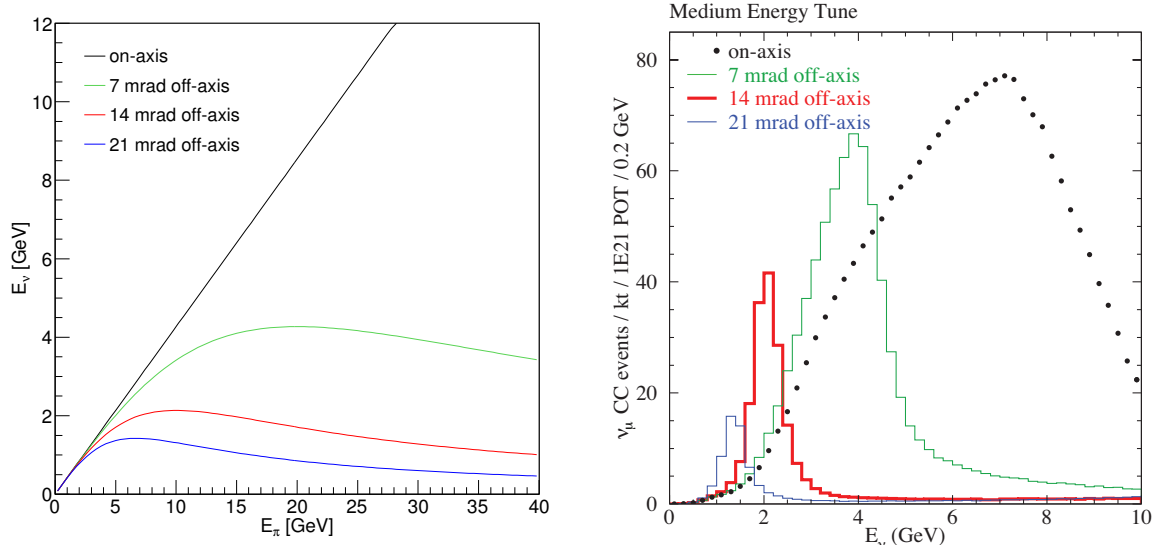 12
10
8
6
4
2
0
E_ν [GeV]
on-axis
7 mrad off-axis
14 mrad off-axis
21 mrad off-axis
0 5 10 15 20 25 30 35 40
E_π [GeV]
Medium Energy Tune
80
60
40
20
0
ν_μ CC events / kt / 1E21 POT / 0.2 GeV
on-axis
7 mrad off-axis
14 mrad off-axis
21 mrad off-axis
0 2 4 6 8 10
E_ν (GeV)